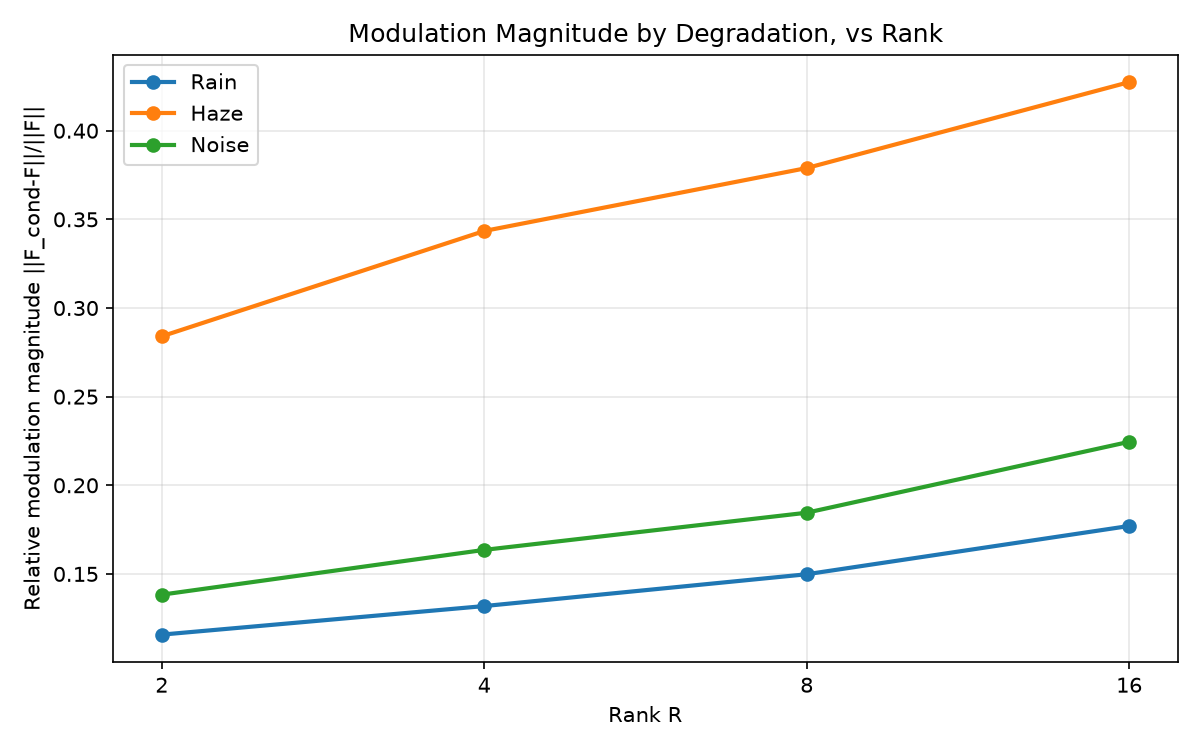 Modulation Magnitude by Degradation, vs Rank
Rain
Haze
Noise
Relative modulation magnitude ||F_cond-F||/||F||
0.40
0.35
0.30
0.25
0.20
0.15
2
4
8
16
Rank R